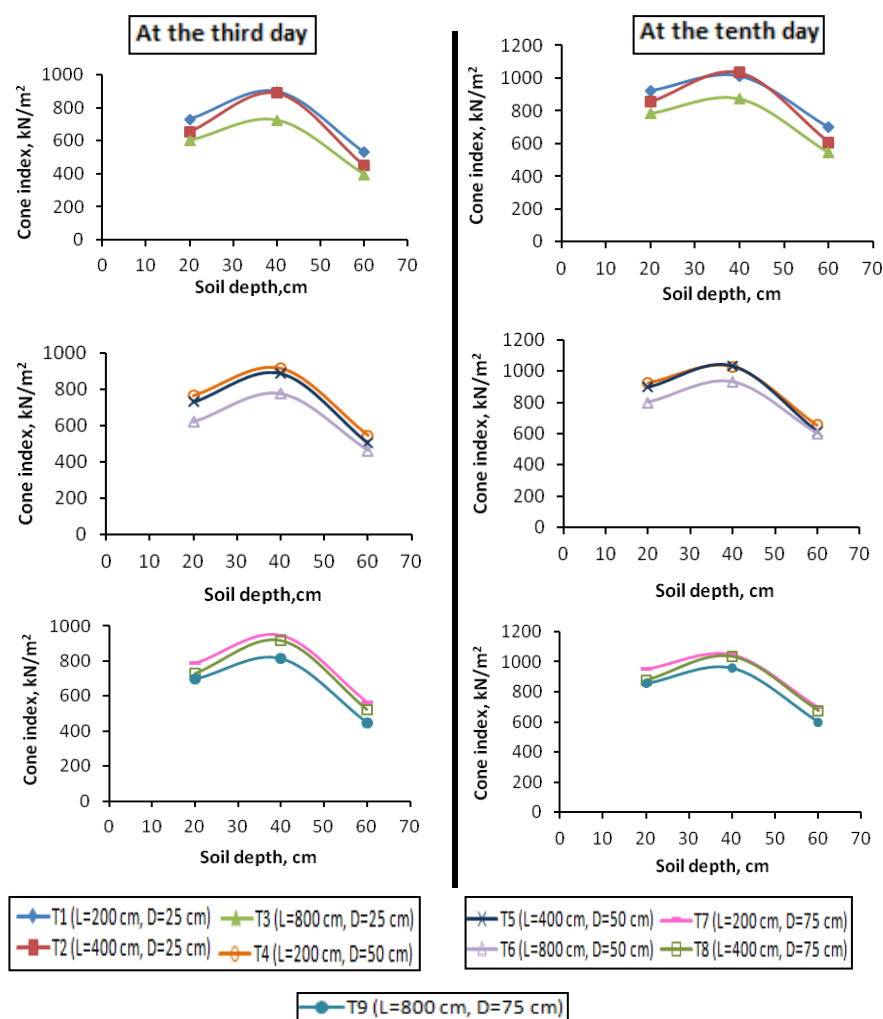 At the third day
At the tenth day
Cone index, kN/m²
1000
800
600
400
200
0
0 10 20 30 40 50 60 70
Soil depth,cm
Cone index, kN/m²
1200
1000
800
600
400
200
0
0 10 20 30 40 50 60 70
Soil depth, cm
Cone index, kN/m²
1000
800
600
400
200
0
0 10 20 30 40 50 60 70
Soil depth,cm
Cone index, kN/m²
1200
1000
800
600
400
200
0
0 10 20 30 40 50 60 70
Soil depth, cm
Cone index, kN/m²
1000
800
600
400
200
0
0 10 20 30 40 50 60 70
Soil depth, cm
Cone index, kN/m²
1200
1000
800
600
400
200
0
0 10 20 30 40 50 60 70
Soil depth, cm
T1 (L=200 cm, D=25 cm) T3 (L=800 cm, D=25 cm)
T2 (L=400 cm, D=25 cm) T4 (L=200 cm, D=50 cm)
T5 (L=400 cm, D=50 cm) T7 (L=200 cm, D=75 cm)
T6 (L=800 cm, D=50 cm) T8 (L=400 cm, D=75 cm)
T9 (L=800 cm, D=75 cm)